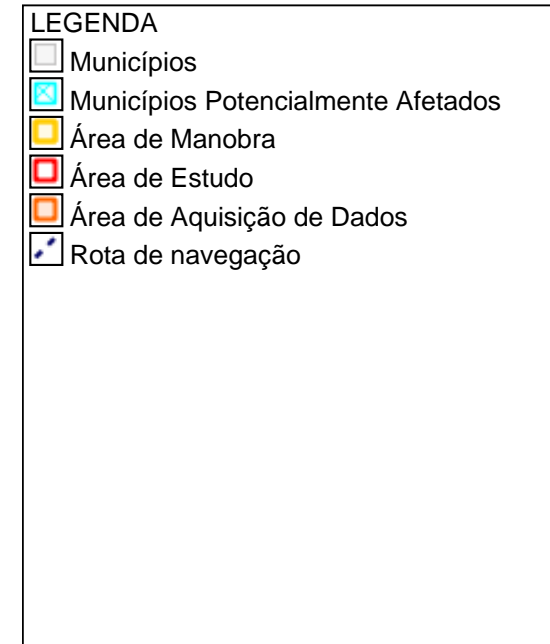 LEGENDA
Municípios
Municípios Potencialmente Afetados
Área de Manobra
Área de Estudo
Área de Aquisição de Dados
Rota de navegação